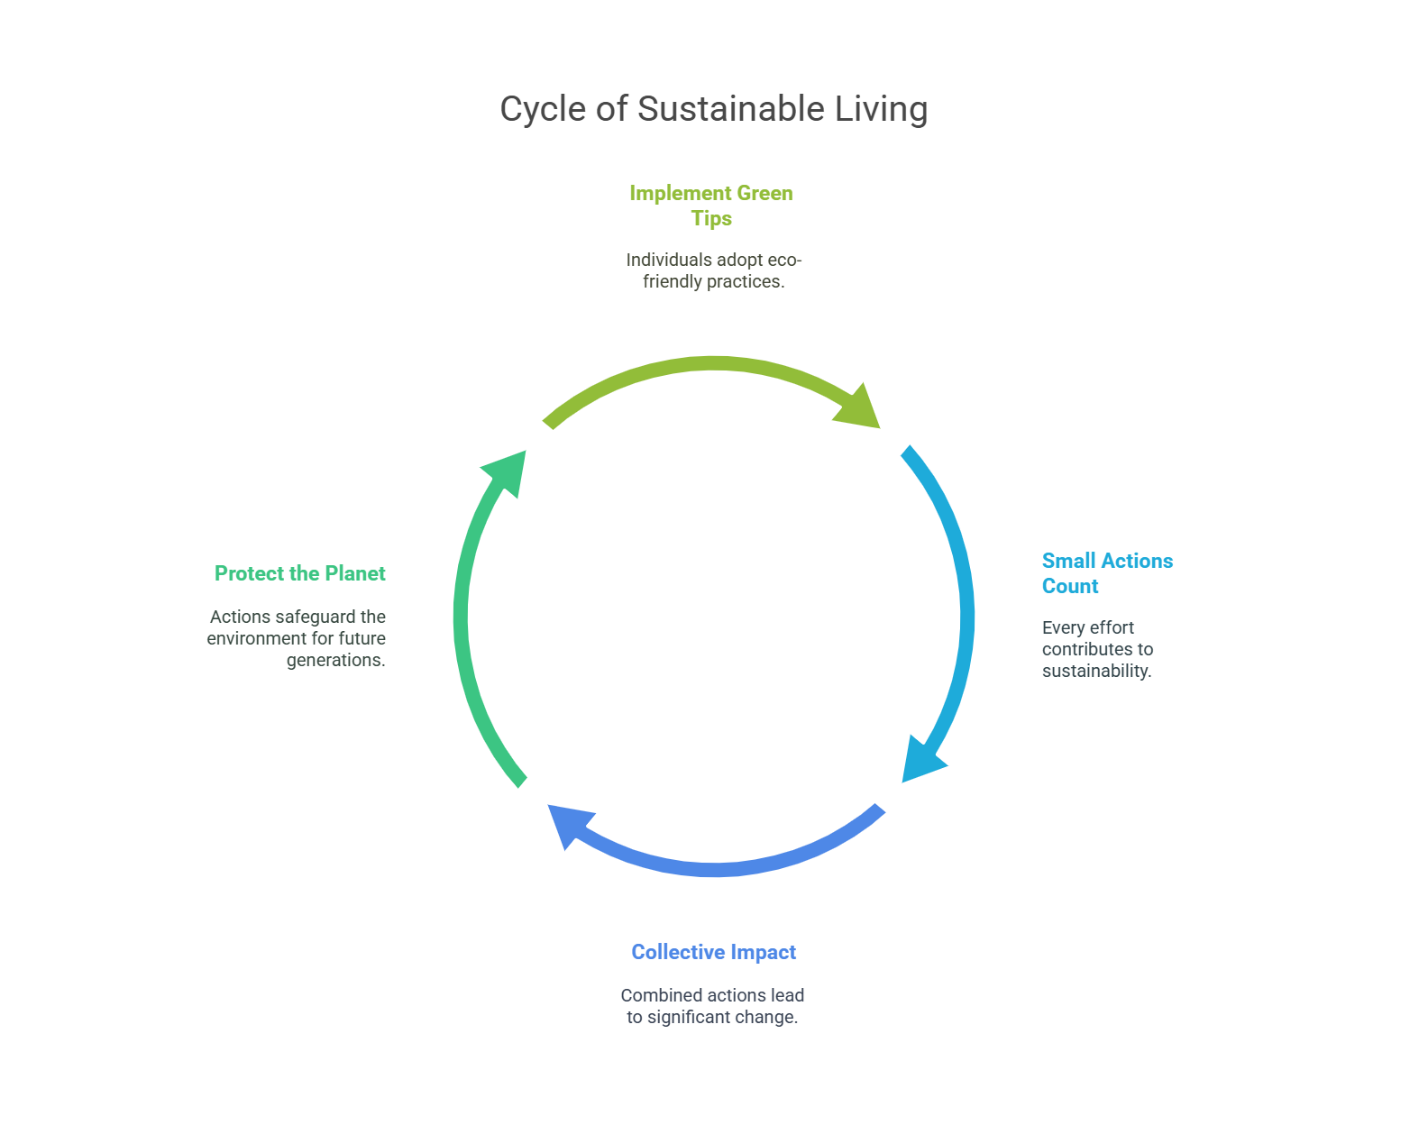 Cycle of Sustainable Living
Implement Green
Tips
Individuals adopt eco-
friendly practices.
Small Actions
Count
Every effort
contributes to
sustainability.
Collective Impact
Combined actions lead
to significant change.
Protect the Planet
Actions safeguard the
environment for future
generations.